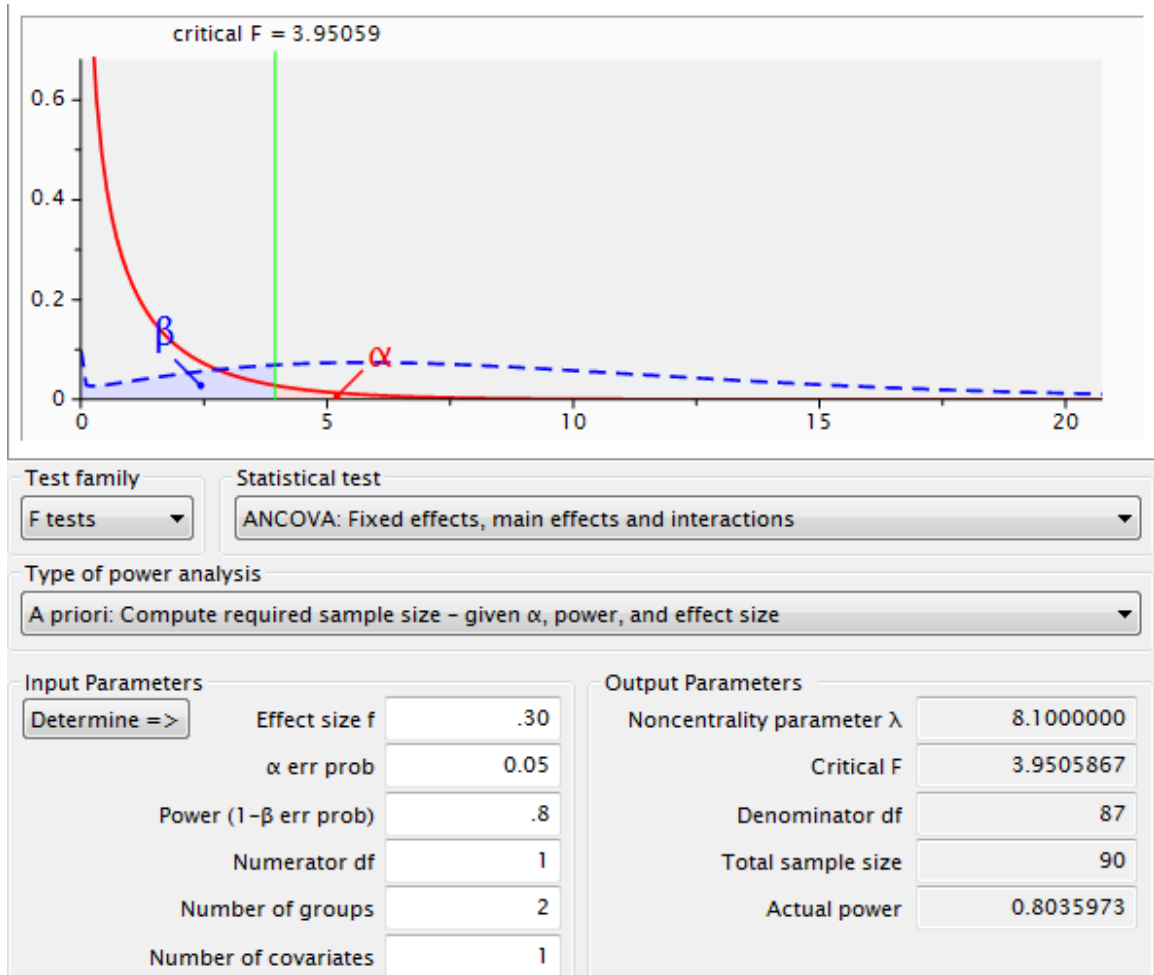 critical F = 3.95059
0.6
0.4
0.2
β
α
0
0 5 10 15 20
Test family Statistical test
F tests ANCOVA: Fixed effects, main effects and interactions
Type of power analysis
A priori: Compute required sample size – given α, power, and effect size
Input Parameters Output Parameters
Determine => Effect size f .30 Noncentrality parameter λ 8.1000000
α err prob 0.05 Critical F 3.9505867
Power (1–β err prob) .8 Denominator df 87
Numerator df 1 Total sample size 90
Number of groups 2 Actual power 0.8035973
Number of covariates 1